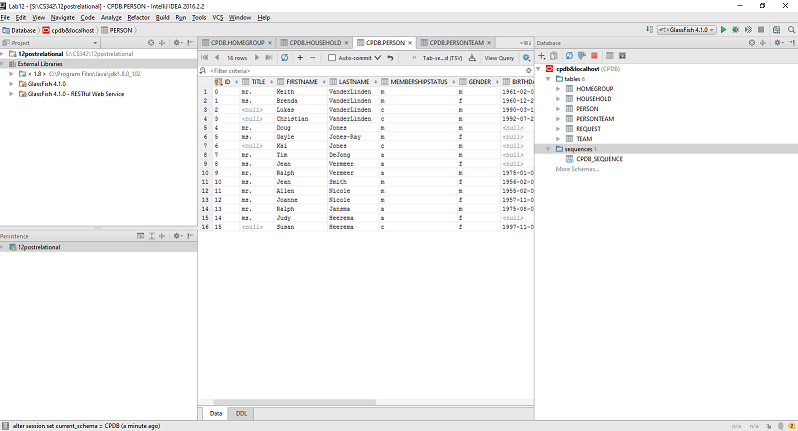 Lab12 - [S:\CS342\12postrelational] - IntelliJ IDEA 2016.2.2
File Edit View Navigate Code Analyze Refactor Build Run Tools VCS Window Help
Database cpdb@localhost PERSON GlassFish 4.1.0
Project
12postrelational S:\CS342\12postrelational
External Libraries
< 1.8 > C:\Program Files\Java\jdk1.8.0_102
GlassFish 4.1.0
GlassFish 4.1.0 - RESTful Web Service
Persistence
12postrelational
CPDB.HOMEGROUP CPDB.HOUSEHOLD CPDB.PERSON CPDB.PERSONTEAM
16 rows Auto-commit Tab-se...d (TSV) View Query
<Filter criteria>
ID TITLE FIRSTNAME LASTNAME MEMBERSHIPSTATUS GENDER BIRTHDA
1 0 mr. Keith VanderLinden m m 1961-02-0
2 1 ms. Brenda VanderLinden m f 1960-12-2
3 2 <null> Lukas VanderLinden c m 1990-03-1
4 3 <null> Christian VanderLinden c m 1992-07-2
5 4 mr. Doug Jones m m <null>
6 5 ms. Gayle Jones-Ray m f <null>
7 6 <null> Kai Jones c m <null>
8 7 mr. Tim DeJong a m <null>
9 8 ms. Jean Vermeer a f <null>
10 9 mr. Ralph Vermeer a m 1975-01-0
11 10 ms. Jean Smith m f 1956-02-0
12 11 mr. Allen Nicole m m 1955-02-0
13 12 ms. Joanne Nicole m f 1957-11-0
14 13 mr. Ralph Jansma a m 1975-08-0
15 14 ms. Judy Heerema a f <null>
16 15 <null> Susan Heerema c f 1997-11-0
Data DDL
Database
cpdb@localhost (CPDB)
tables 6
HOMEGROUP
HOUSEHOLD
PERSON
PERSONTEAM
REQUEST
TEAM
sequences 1
CPDB_SEQUENCE
More Schemas...
alter session set current_schema = CPDB (a minute ago) n/a n/a 2